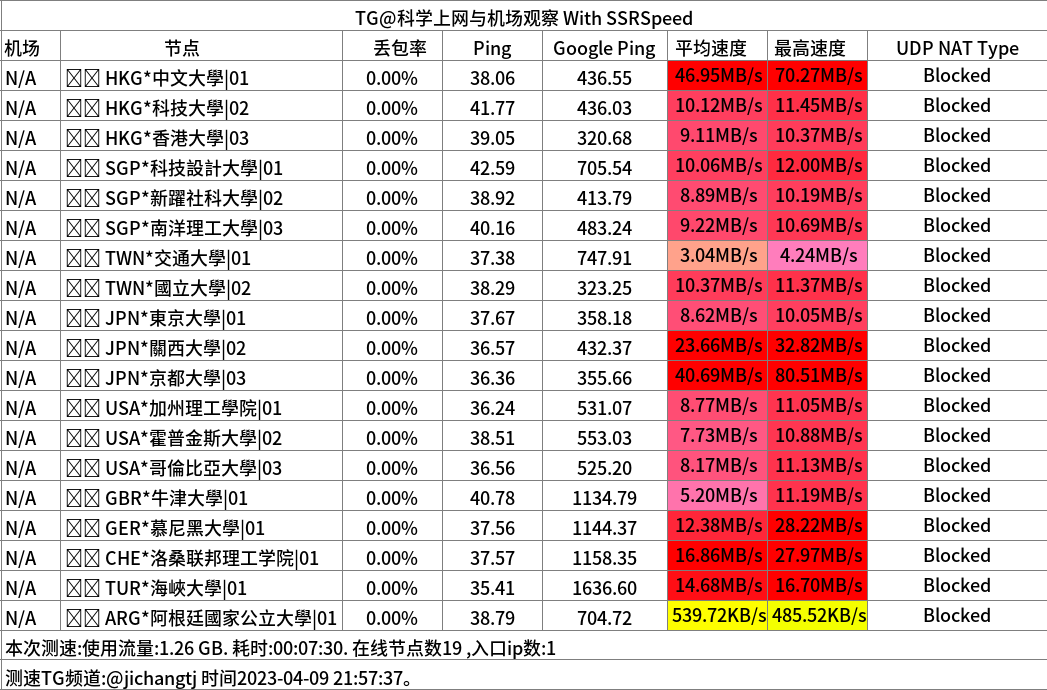 TG@科学上网与机场观察 With SSRSpeed
机场 节点 丢包率 Ping Google Ping 平均速度 最高速度 UDP NAT Type
N/A HKG*中文大學|01 0.00% 38.06 436.55 46.95MB/s 70.27MB/s Blocked
N/A HKG*科技大學|02 0.00% 41.77 436.03 10.12MB/s 11.45MB/s Blocked
N/A HKG*香港大學|03 0.00% 39.05 320.68 9.11MB/s 10.37MB/s Blocked
N/A SGP*科技設計大學|01 0.00% 42.59 705.54 10.06MB/s 12.00MB/s Blocked
N/A SGP*新躍社科大學|02 0.00% 38.92 413.79 8.89MB/s 10.19MB/s Blocked
N/A SGP*南洋理工大學|03 0.00% 40.16 483.24 9.22MB/s 10.69MB/s Blocked
N/A TWN*交通大學|01 0.00% 37.38 747.91 3.04MB/s 4.24MB/s Blocked
N/A TWN*國立大學|02 0.00% 38.29 323.25 10.37MB/s 11.37MB/s Blocked
N/A JPN*東京大學|01 0.00% 37.67 358.18 8.62MB/s 10.05MB/s Blocked
N/A JPN*關西大學|02 0.00% 36.57 432.37 23.66MB/s 32.82MB/s Blocked
N/A JPN*京都大學|03 0.00% 36.36 355.66 40.69MB/s 80.51MB/s Blocked
N/A USA*加州理工學院|01 0.00% 36.24 531.07 8.77MB/s 11.05MB/s Blocked
N/A USA*霍普金斯大學|02 0.00% 38.51 553.03 7.73MB/s 10.88MB/s Blocked
N/A USA*哥倫比亞大學|03 0.00% 36.56 525.20 8.17MB/s 11.13MB/s Blocked
N/A GBR*牛津大學|01 0.00% 40.78 1134.79 5.20MB/s 11.19MB/s Blocked
N/A GER*慕尼黑大學|01 0.00% 37.56 1144.37 12.38MB/s 28.22MB/s Blocked
N/A CHE*洛桑联邦理工学院|01 0.00% 37.57 1158.35 16.86MB/s 27.97MB/s Blocked
N/A TUR*海峽大學|01 0.00% 35.41 1636.60 14.68MB/s 16.70MB/s Blocked
N/A ARG*阿根廷國家公立大學|01 0.00% 38.79 704.72 539.72KB/s 485.52KB/s Blocked
本次测速:使用流量:1.26 GB. 耗时:00:07:30. 在线节点数19 ,入口ip数:1
测速TG频道:@jichangtj 时间2023-04-09 21:57:37。